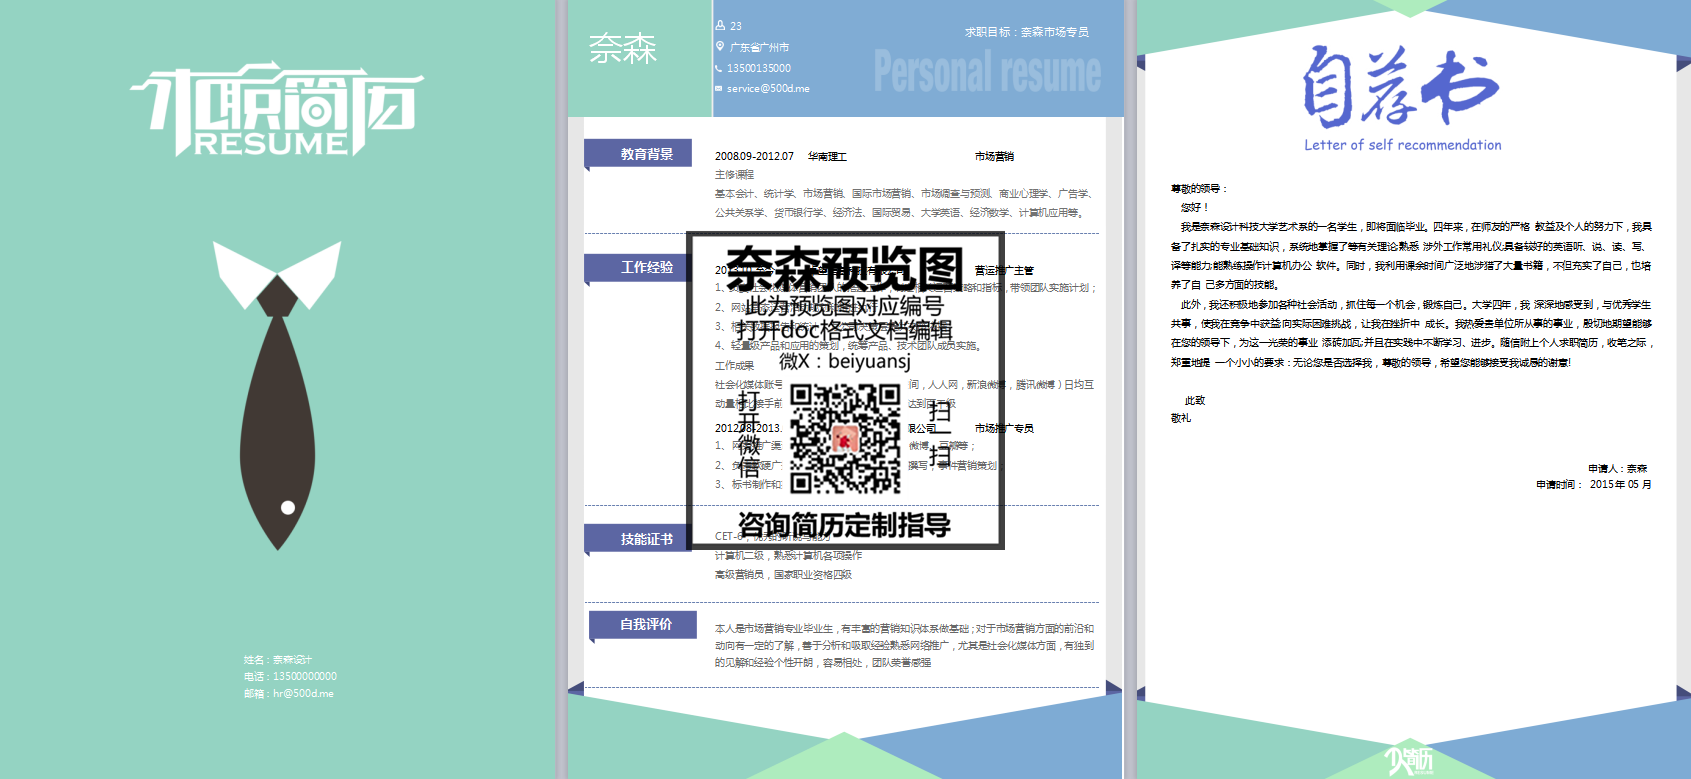 求职简历
RESUME
姓名：奈森设计
电话：13500000000
邮箱：hr@500d.me
奈森
23
广东省广州市
13500135000
service@500d.me
求职目标：奈森市场专员
Personal resume
教育背景
2008.09-2012.07 华南理工 市场营销
主修课程
基本会计、统计学、市场营销、国际市场营销、市场调查与预测、商业心理学、广告学、
公共关系学、货币银行学、经济法、国际贸易、大学英语、经济数学、计算机应用等。
工作经验
营运推广主管
带领团队实施计划；
2、网站
3、相关
4、轻量级产品和应用的策划，统筹产品、技术团队成员实施。
工作成果
社会化媒体账号 间，人人网，新浪微博，腾讯微博）日均互
动量相比接手前 达到百千级
2012.08-2013. 限公司 市场推广专员
1、网络推广渠 微博、豆瓣等；
2、负责软硬广 撰写，事件营销策划；
3、标书制作和
奈森预览图
此为预览图对应编号
打开doc格式文档编辑
微X：beiyuansj
打开微信
扫一扫
咨询简历定制指导
技能证书
CET-6，优秀的听说写能力
计算机二级，熟悉计算机各项操作
高级营销员，国家职业资格四级
自我评价
本人是市场营销专业毕业生，有丰富的营销知识体系做基础；对于市场营销方面的前沿和
动向有一定的了解，善于分析和吸取经验熟悉网络推广，尤其是社会化媒体方面，有独到
的见解和经验个性开朗，容易相处，团队荣誉感强
自荐书
Letter of self recommendation
尊敬的领导：
您好！
我是奈森设计科技大学艺术系的一名学生，即将面临毕业。四年来，在师友的严格 教益及个人的努力下，我具
备了扎实的专业基础知识，系统地掌握了等有关理论;熟悉 涉外工作常用礼仪;具备较好的英语听、说、读、写、
译等能力;能熟练操作计算机办公 软件。同时，我利用课余时间广泛地涉猎了大量书籍，不但充实了自己，也培
养了自 己多方面的技能。
此外，我还积极地参加各种社会活动，抓住每一个机会，锻炼自己。大学四年，我 深深地感受到，与优秀学生
共事，使我在竞争中获益;向实际困难挑战，让我在挫折中 成长。我热爱贵单位所从事的事业，殷切地期望能够
在您的领导下，为这一光荣的事业 添砖加瓦;并且在实践中不断学习、进步。随信附上个人求职简历，收笔之际，
郑重地提 一个小小的要求：无论您是否选择我，尊敬的领导，希望您能够接受我诚恳的谢意!
此致
敬礼
申请人：奈森
申请时间： 2015年 05 月
简历